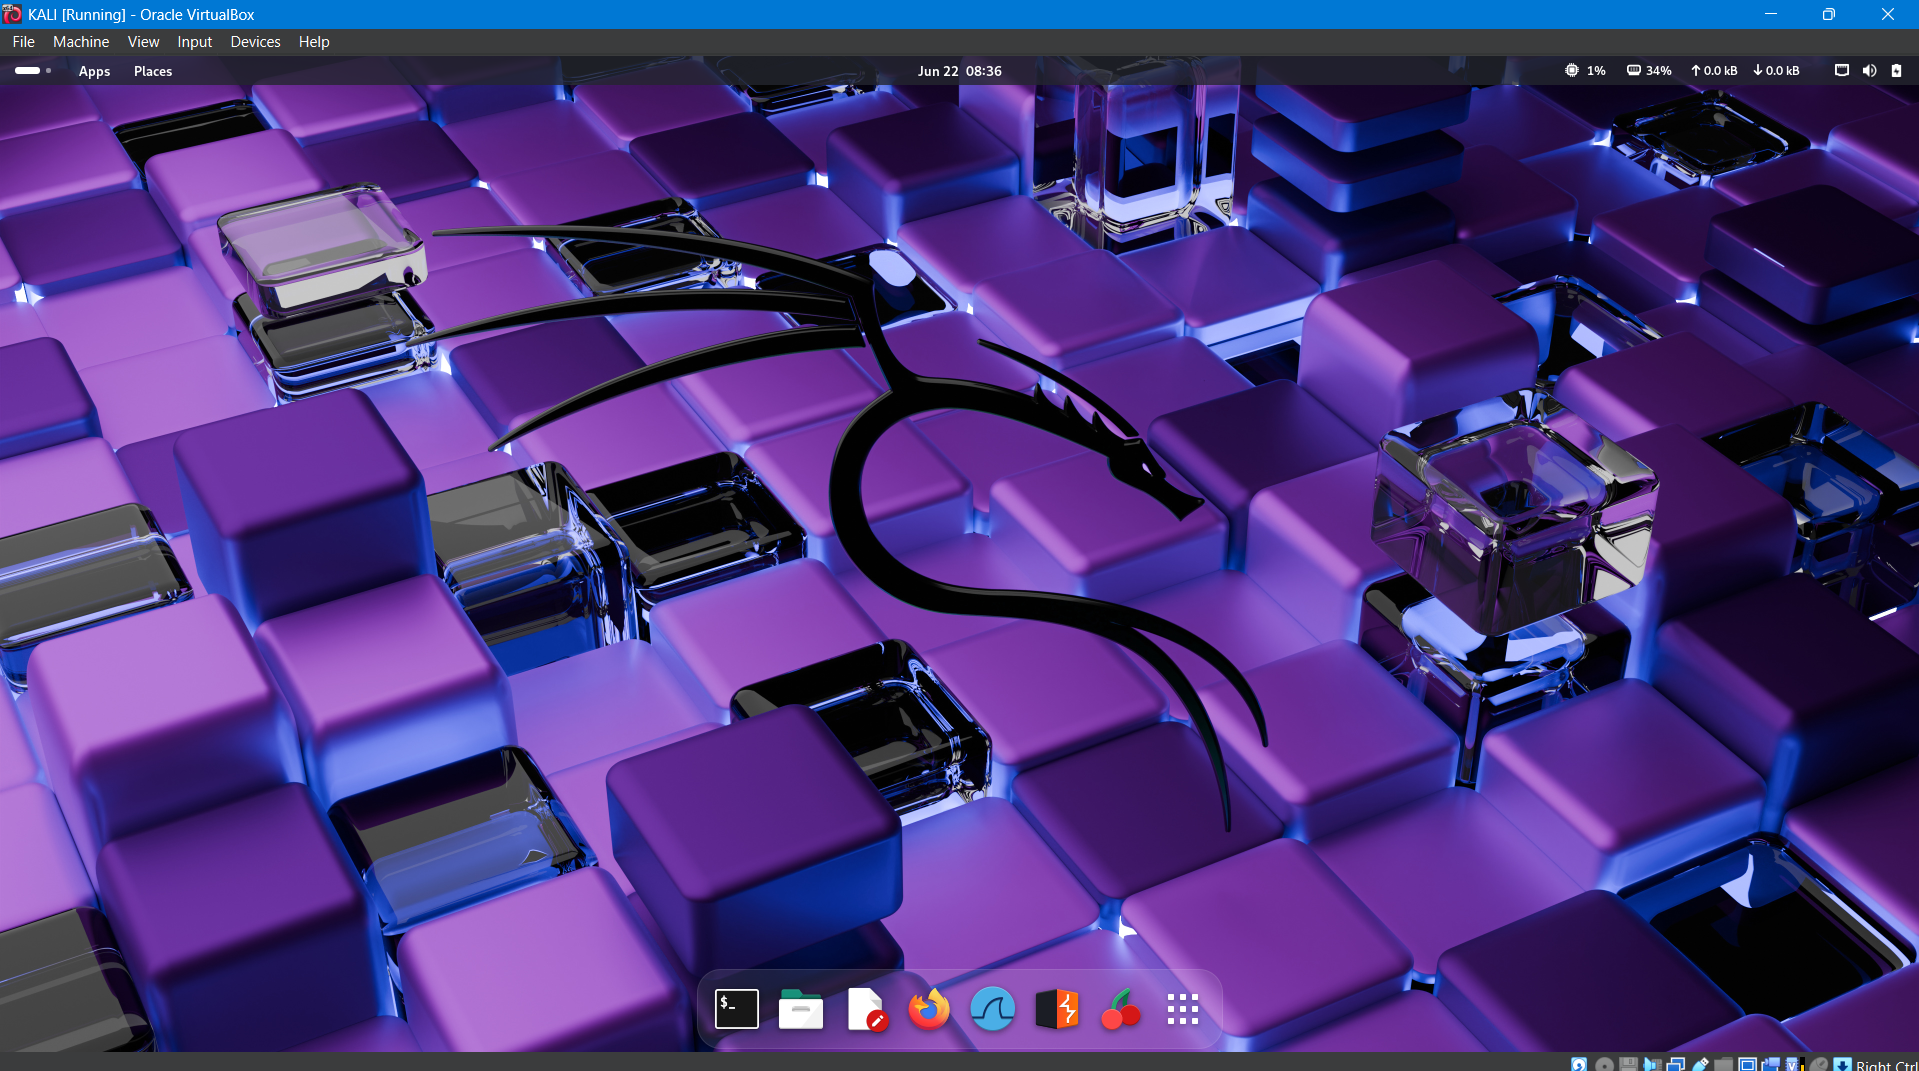 KALI [Running] - Oracle VirtualBox
File Machine View Input Devices Help
Apps Places Jun 22 08:36 1% 34% ↑ 0.0 kB ↓ 0.0 kB
$_
Right Ctrl